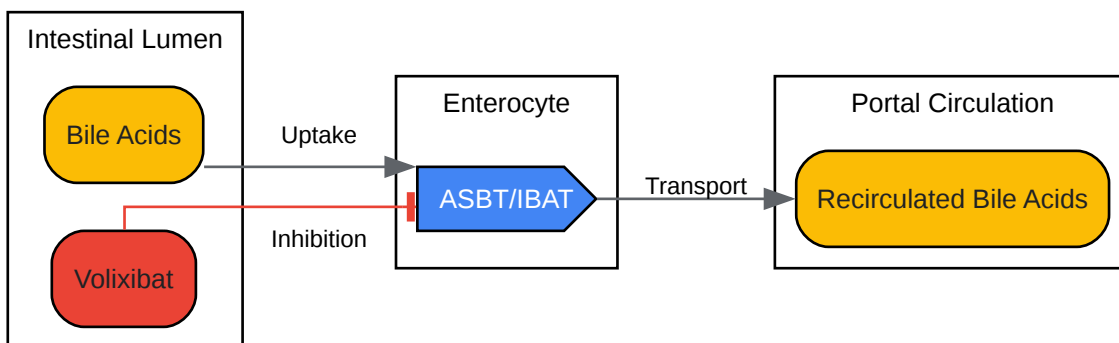 Intestinal Lumen
Bile Acids
Volixibat
Uptake
Inhibition
Enterocyte
ASBT/IBAT
Transport
Portal Circulation
Recirculated Bile Acids